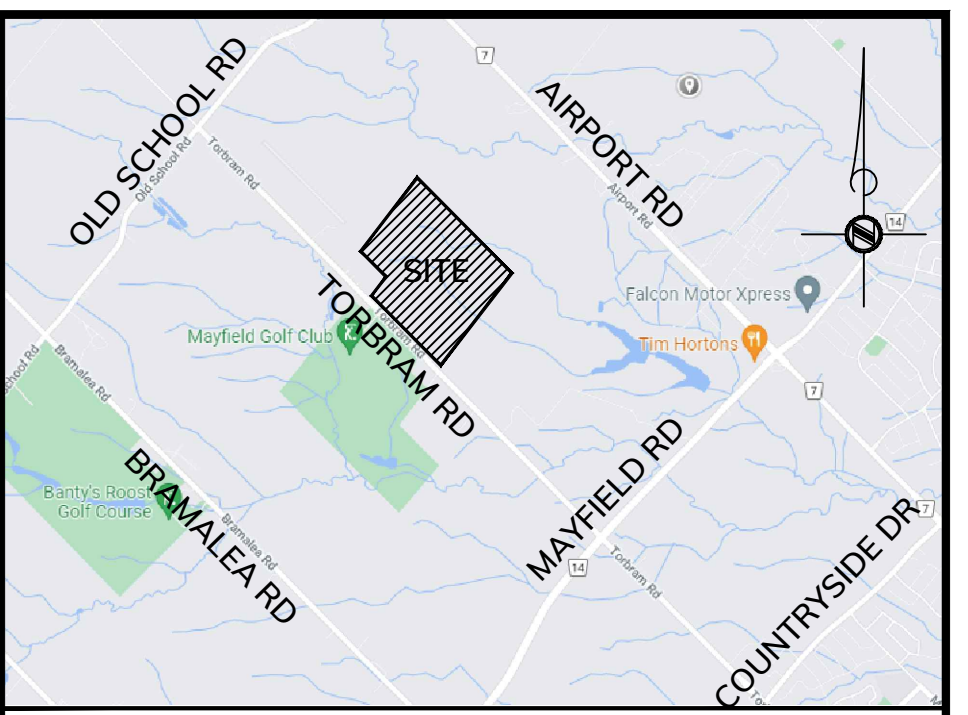 OLD SCHOOL RD
Old School Rd
Torbram Rd
7
AIRPORT RD
Airport Rd
14
SITE
Falcon Motor Xpress
Tim Hortons
TORBRAM RD
Torbram Rd
Mayfield Golf Club
School Rd
Bramalea Rd
7
BRAMALEA RD
Banty's Roost
Golf Course
Bramalea Rd
MAYFIELD RD
14
Torbram Rd
7
COUNTRYSIDE DR